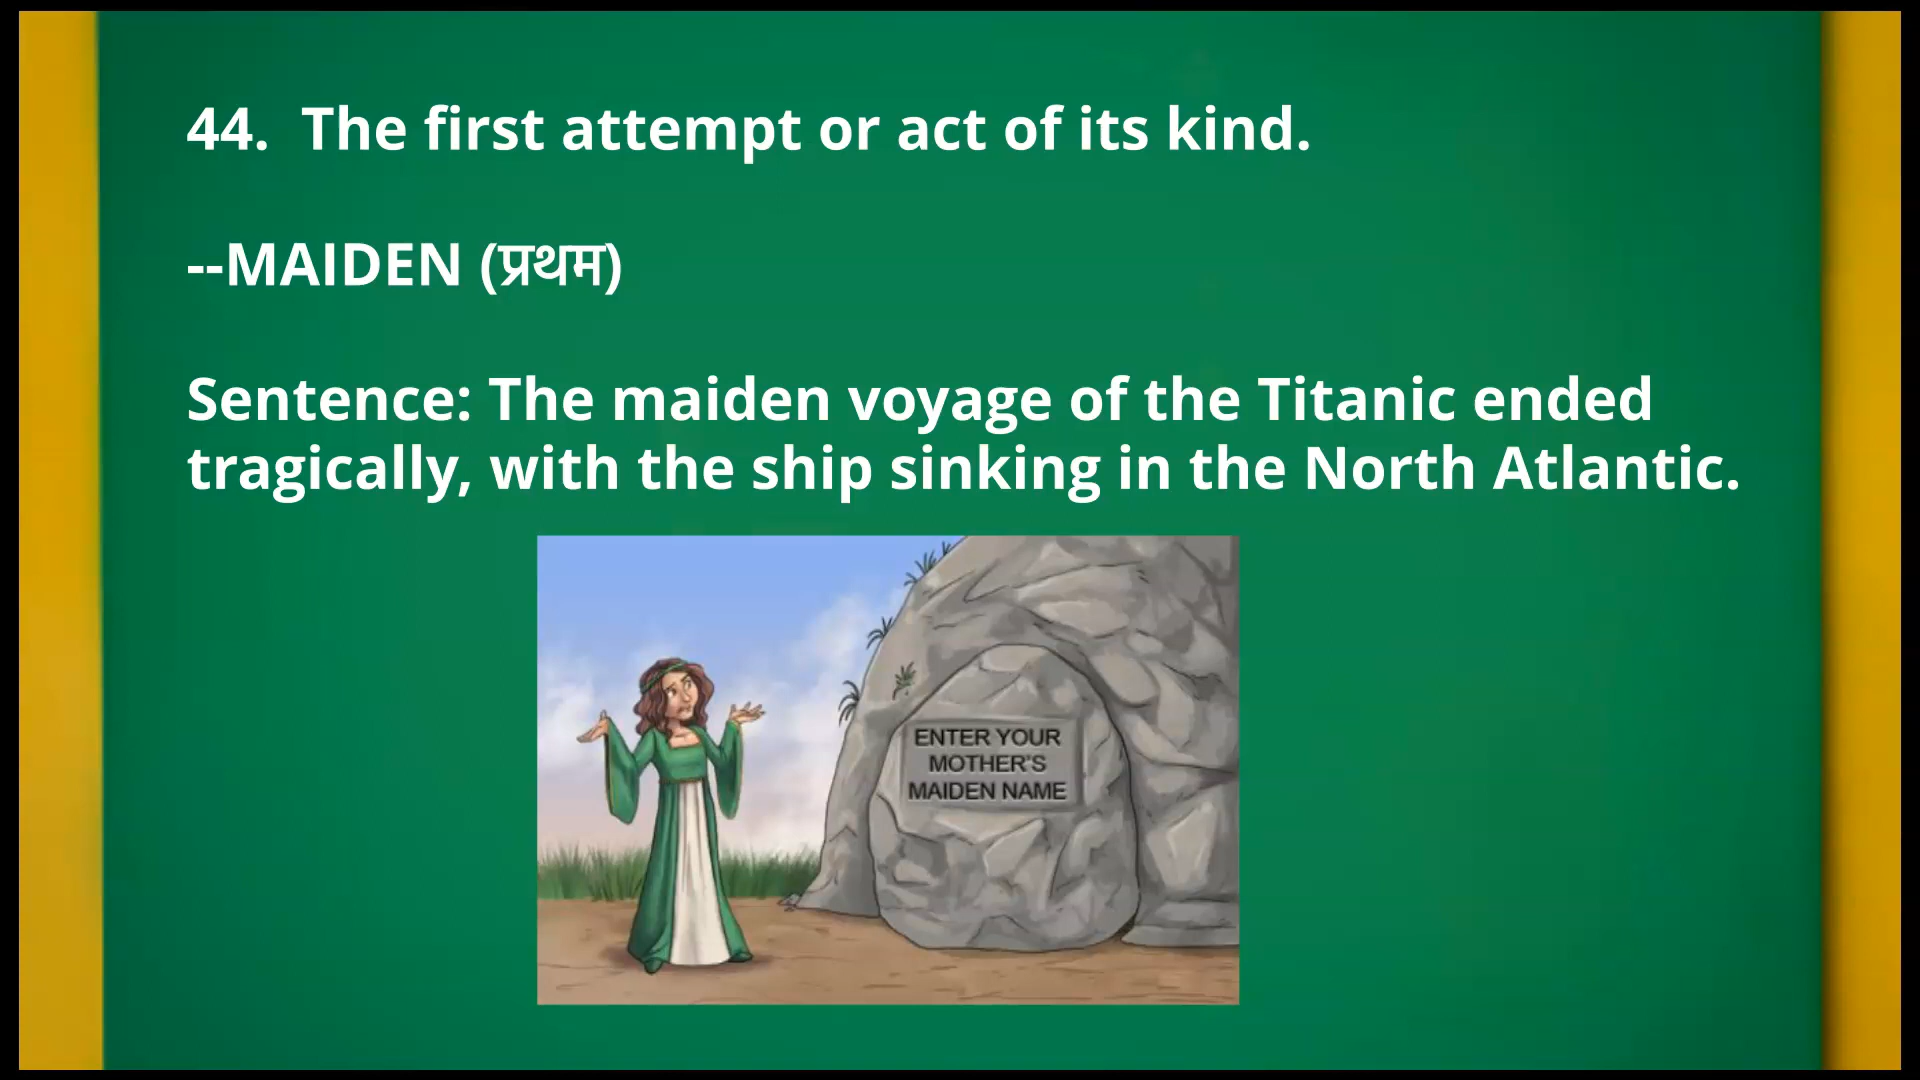 44. The first attempt or act of its kind.
--MAIDEN (प्रथम)
Sentence: The maiden voyage of the Titanic ended
tragically, with the ship sinking in the North Atlantic.
ENTER YOUR
MOTHER'S
MAIDEN NAME